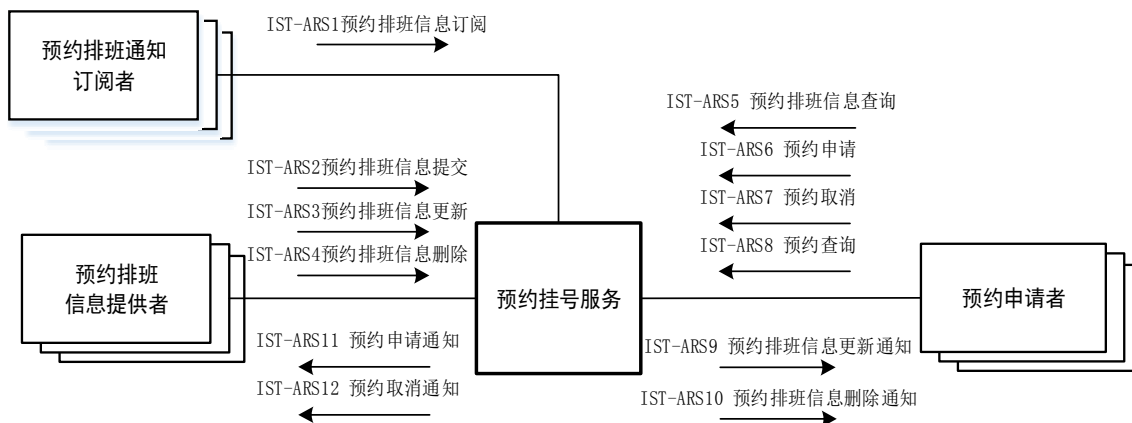 IST-ARS1预约排班信息订阅
预约排班通知
订阅者
IST-ARS5 预约排班信息查询
IST-ARS6 预约申请
IST-ARS7 预约取消
IST-ARS8 预约查询
IST-ARS2预约排班信息提交
IST-ARS3预约排班信息更新
IST-ARS4预约排班信息删除
预约排班
信息提供者
预约挂号服务
预约申请者
IST-ARS11 预约申请通知
IST-ARS12 预约取消通知
IST-ARS9 预约排班信息更新通知
IST-ARS10 预约排班信息删除通知